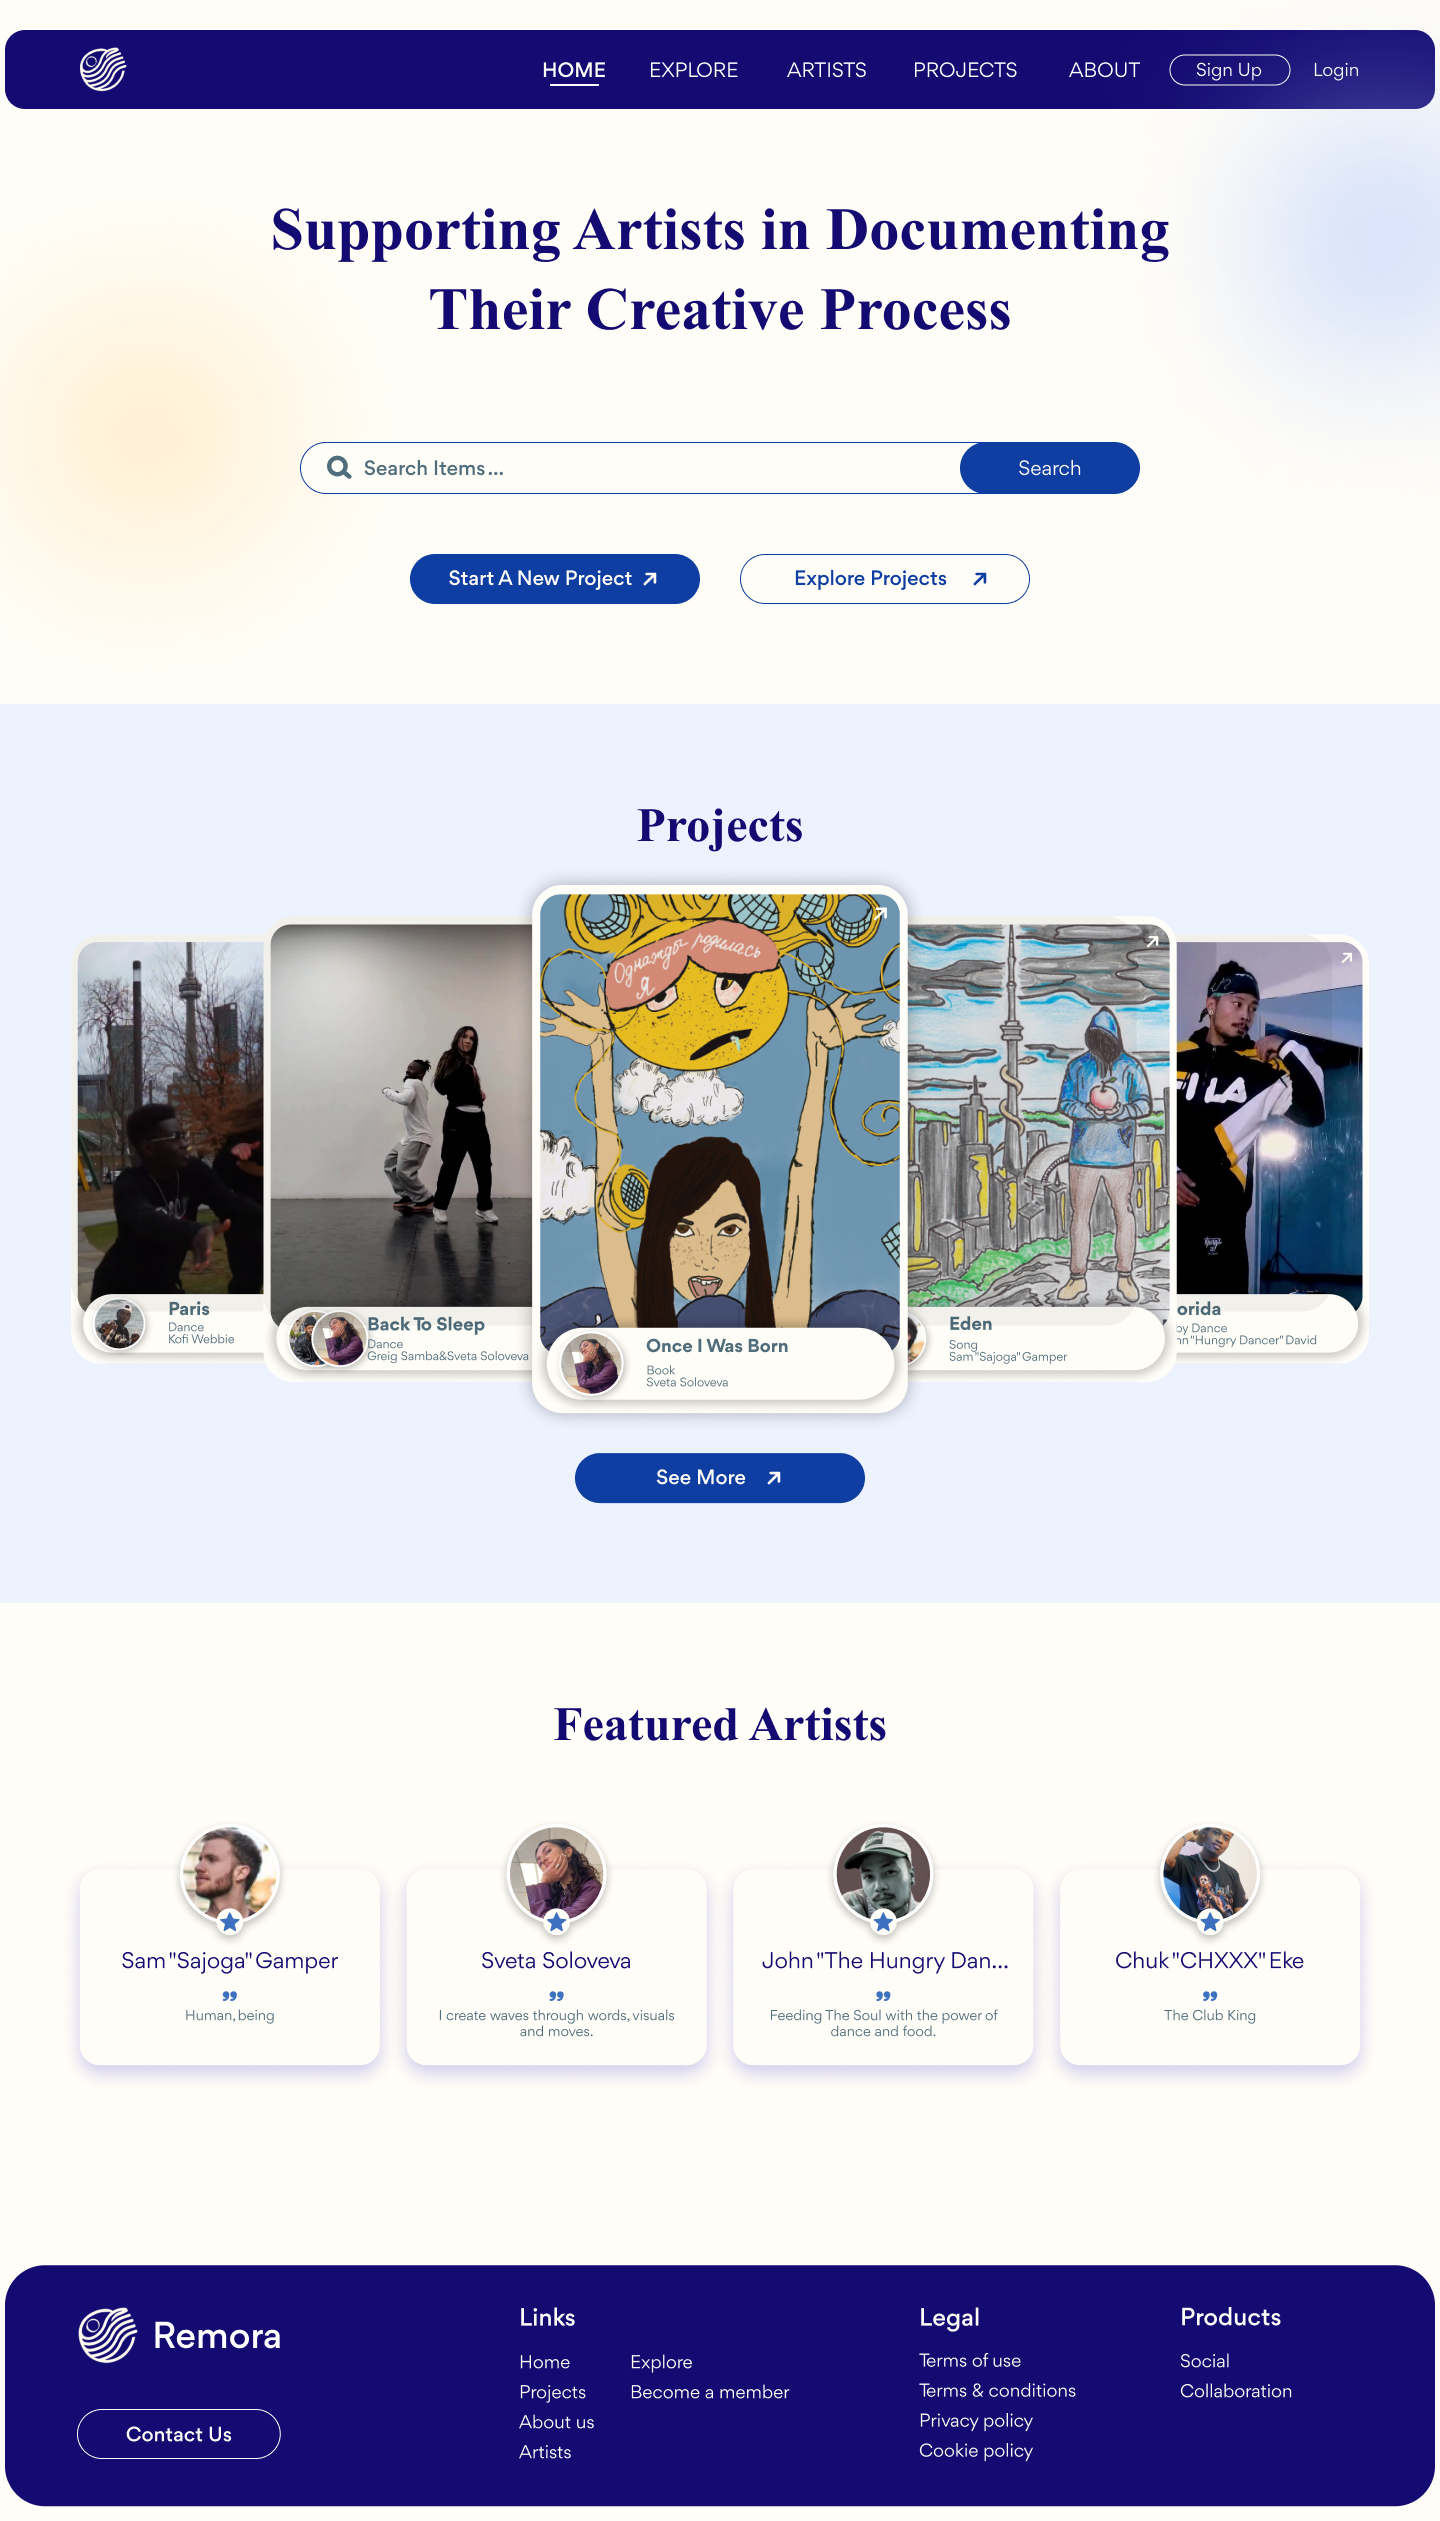 HOME EXPLORE ARTISTS PROJECTS ABOUT Sign Up Login
Supporting Artists in Documenting
Their Creative Process
Search Items... Search
Start A New Project Explore Projects
Projects
Однажды родилась
Я
FILA
Paris
Dance
Kofi Webbie
Back To Sleep
Dance
Greig Samba&Sveta Soloveva
Once I Was Born
Book
Sveta Soloveva
Eden
Song
Sam "Sajoga" Gamper
orida
by Dance
"Hungry Dancer" David
See More
Featured Artists
Sam "Sajoga" Gamper
Human, being
Sveta Soloveva
I create waves through words, visuals
and moves.
John "The Hungry Dan...
Feeding The Soul with the power of
dance and food.
Chuk "CHXXX" Eke
The Club King
Remora
Contact Us
Links
Home
Projects
About us
Artists
Explore
Become a member
Legal
Terms of use
Terms & conditions
Privacy policy
Cookie policy
Products
Social
Collaboration